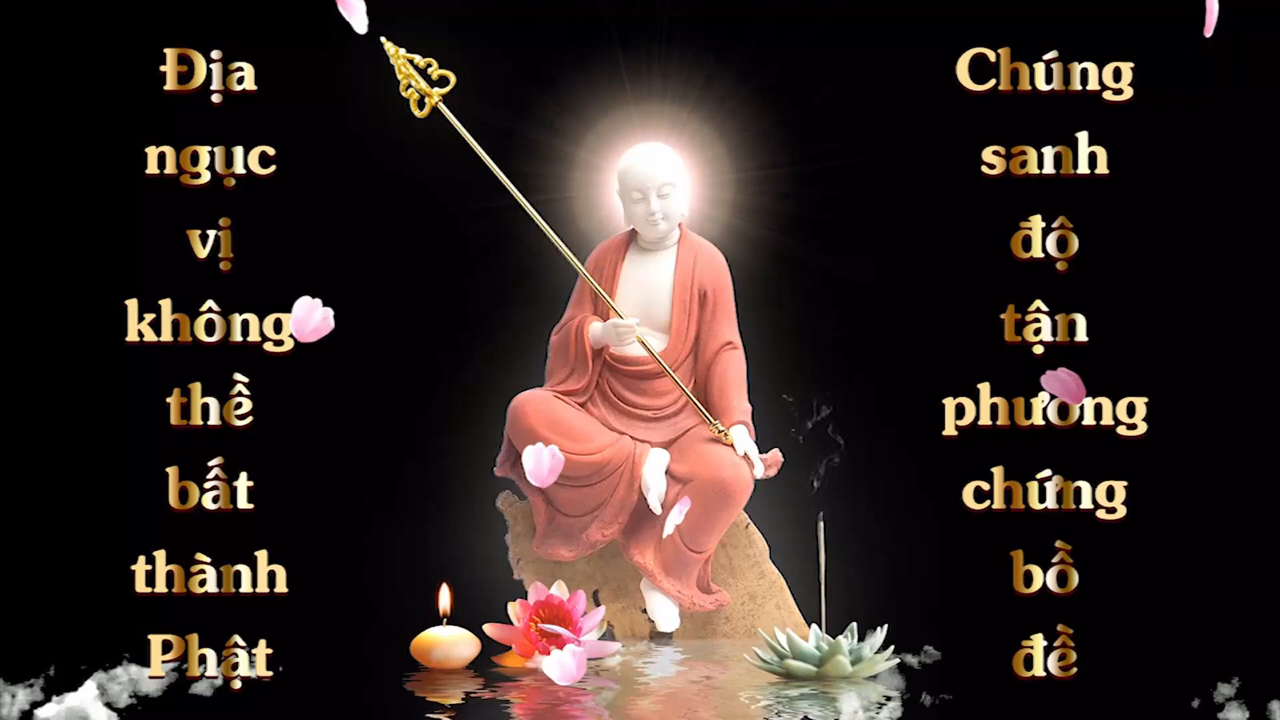 Địa
ngục
vị
không
thề
bất
thành
Phật
Chúng
sanh
độ
tận
phương
chứng
bồ
đề